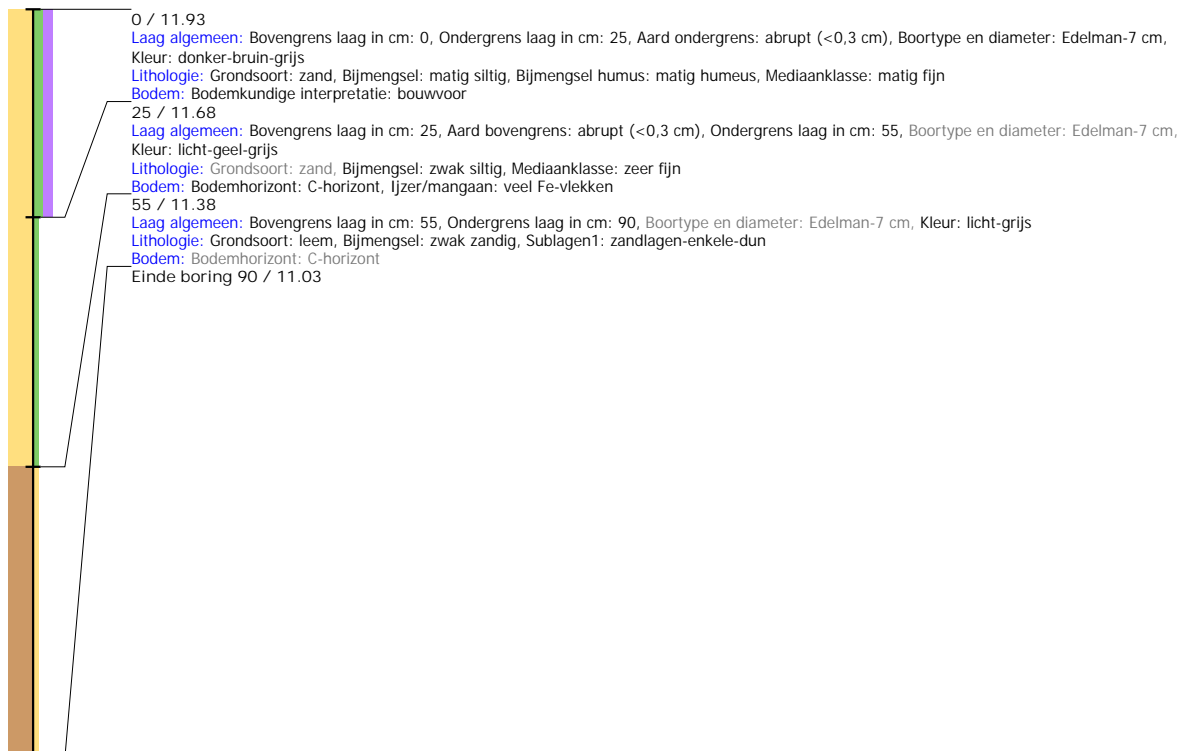 0 / 11.93
Laag algemeen: Bovengrens laag in cm: 0, Ondergrens laag in cm: 25, Aard ondergrens: abrupt (<0,3 cm), Boortype en diameter: Edelman-7 cm,
Kleur: donker-bruin-grijs
Lithologie: Grondsoort: zand, Bijmengsel: matig siltig, Bijmengsel humus: matig humeus, Mediaanklasse: matig fijn
Bodem: Bodemkundige interpretatie: bouwvoor
25 / 11.68
Laag algemeen: Bovengrens laag in cm: 25, Aard bovengrens: abrupt (<0,3 cm), Ondergrens laag in cm: 55, Boortype en diameter: Edelman-7 cm,
Kleur: licht-geel-grijs
Lithologie: Grondsoort: zand, Bijmengsel: zwak siltig, Mediaanklasse: zeer fijn
Bodem: Bodemhorizont: C-horizont, Ijzer/mangaan: veel Fe-vlekken
55 / 11.38
Laag algemeen: Bovengrens laag in cm: 55, Ondergrens laag in cm: 90, Boortype en diameter: Edelman-7 cm, Kleur: licht-grijs
Lithologie: Grondsoort: leem, Bijmengsel: zwak zandig, Sublagen1: zandlagen-enkele-dun
Bodem: Bodemhorizont: C-horizont
Einde boring 90 / 11.03